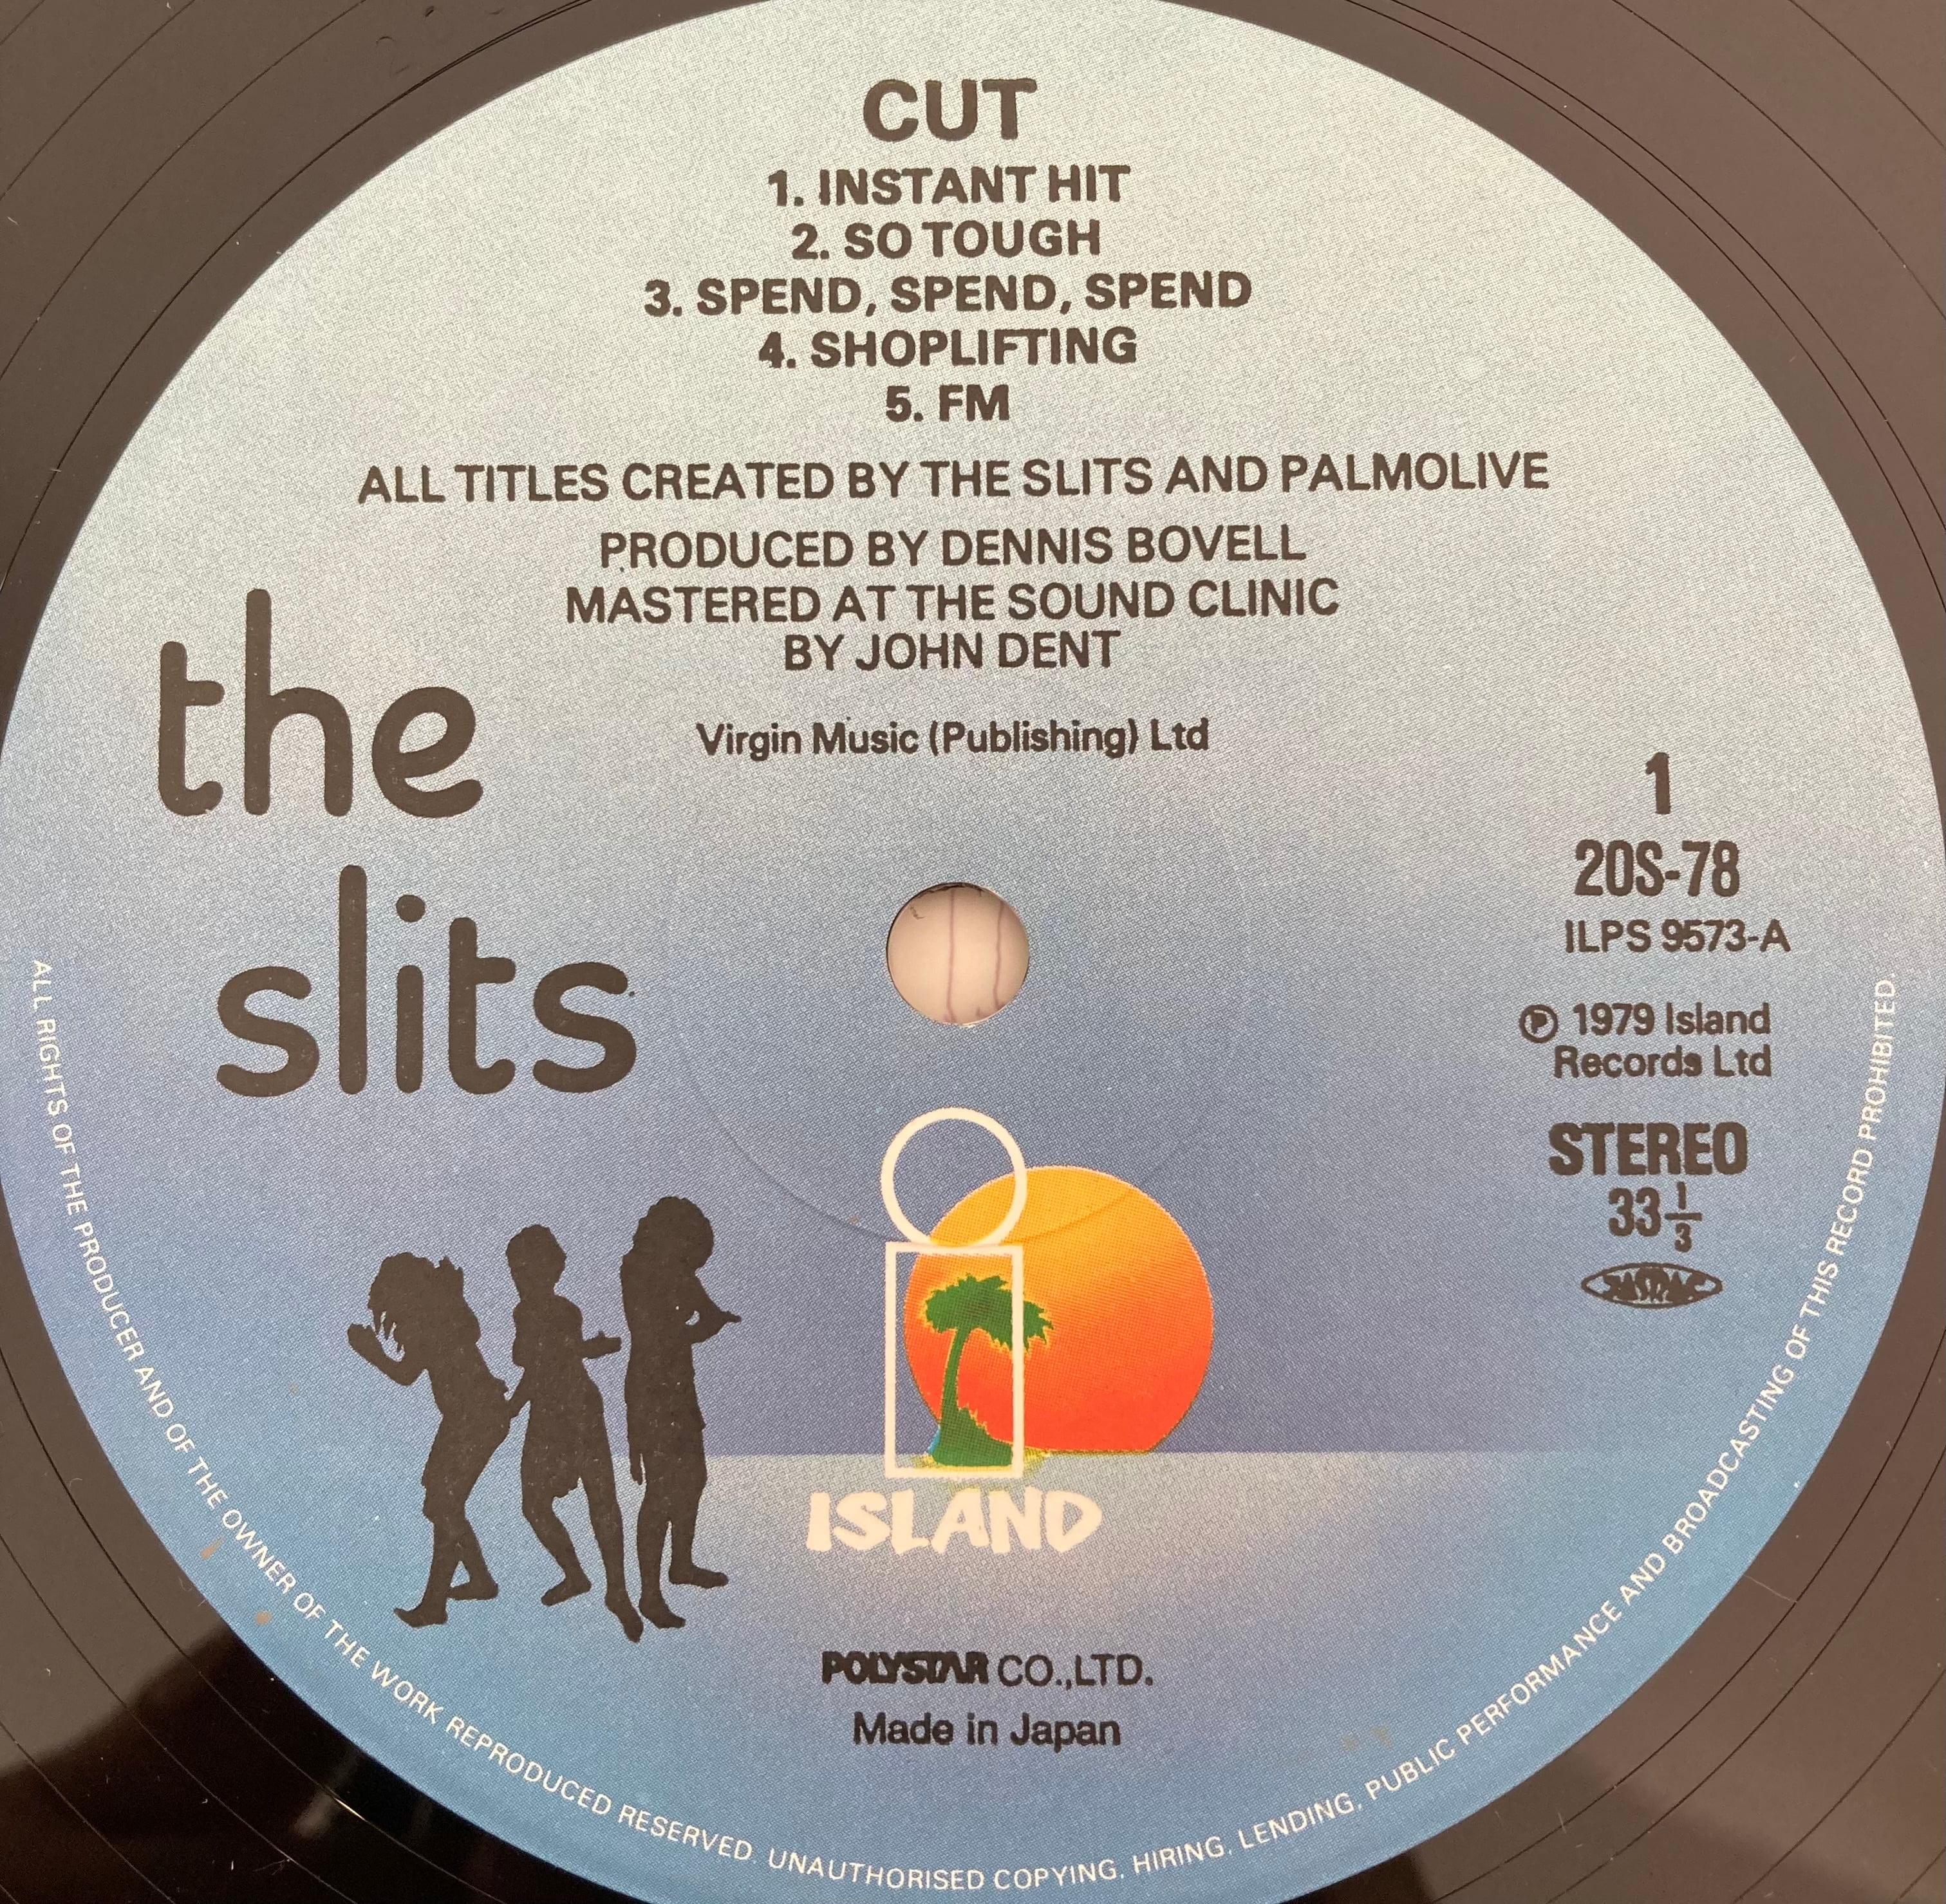 CUT
1. INSTANT HIT
2. SO TOUGH
3. SPEND, SPEND, SPEND
4. SHOPLIFTING
5. FM
ALL TITLES CREATED BY THE SLITS AND PALMOLIVE
PRODUCED BY DENNIS BOVELL
MASTERED AT THE SOUND CLINIC
BY JOHN DENT
Virgin Music (Publishing) Ltd
the
slits
1
20S-78
ILPS 9573-A
Ⓟ 1979 Island
Records Ltd
STEREO
33 1/3
JASRAC
ISLAND
POLYSTAR CO.,LTD.
Made in Japan
ALL RIGHTS OF THE PRODUCER AND OF THE OWNER OF THE WORK REPRODUCED RESERVED. UNAUTHORISED COPYING, HIRING, LENDING, PUBLIC PERFORMANCE AND BROADCASTING OF THIS RECORD PROHIBITED.